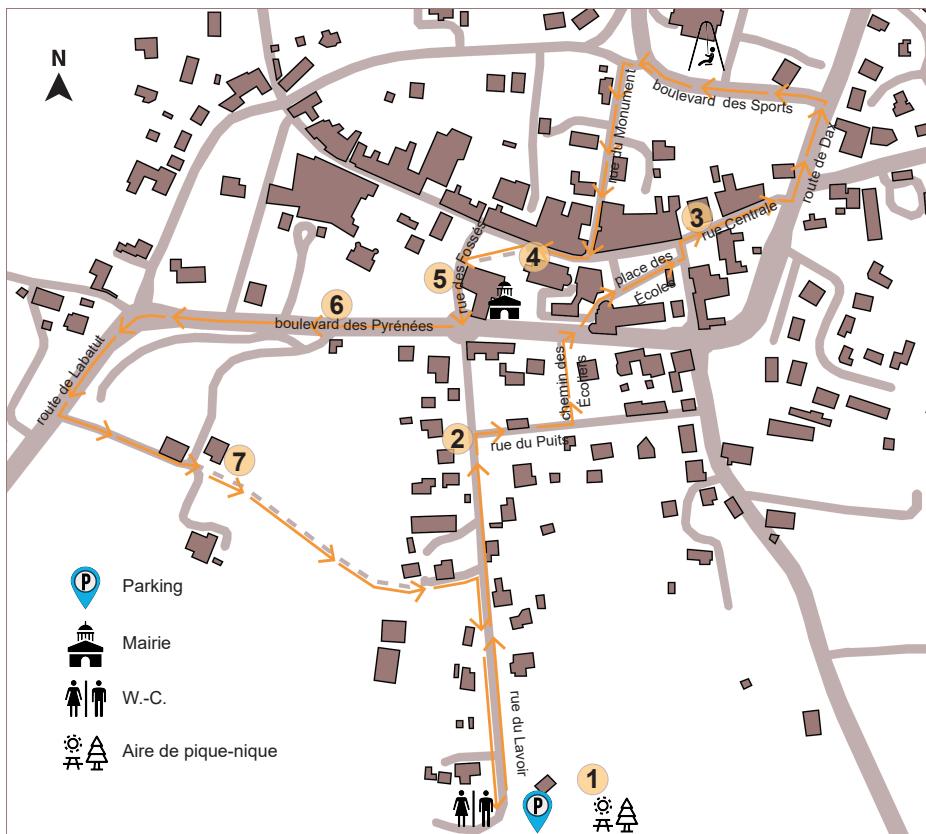 N
boulevard des Sports
rue du Monument
route de Dax
3
rue Centrale
rue des Fossés
4
place des
Écoles
5
6
boulevard des Pyrénées
route de Labatut
chemin des
Écoliers
2
rue du Puits
7
P
Parking
Mairie
W.-C.
Aire de pique-nique
rue du Lavoir
1
P